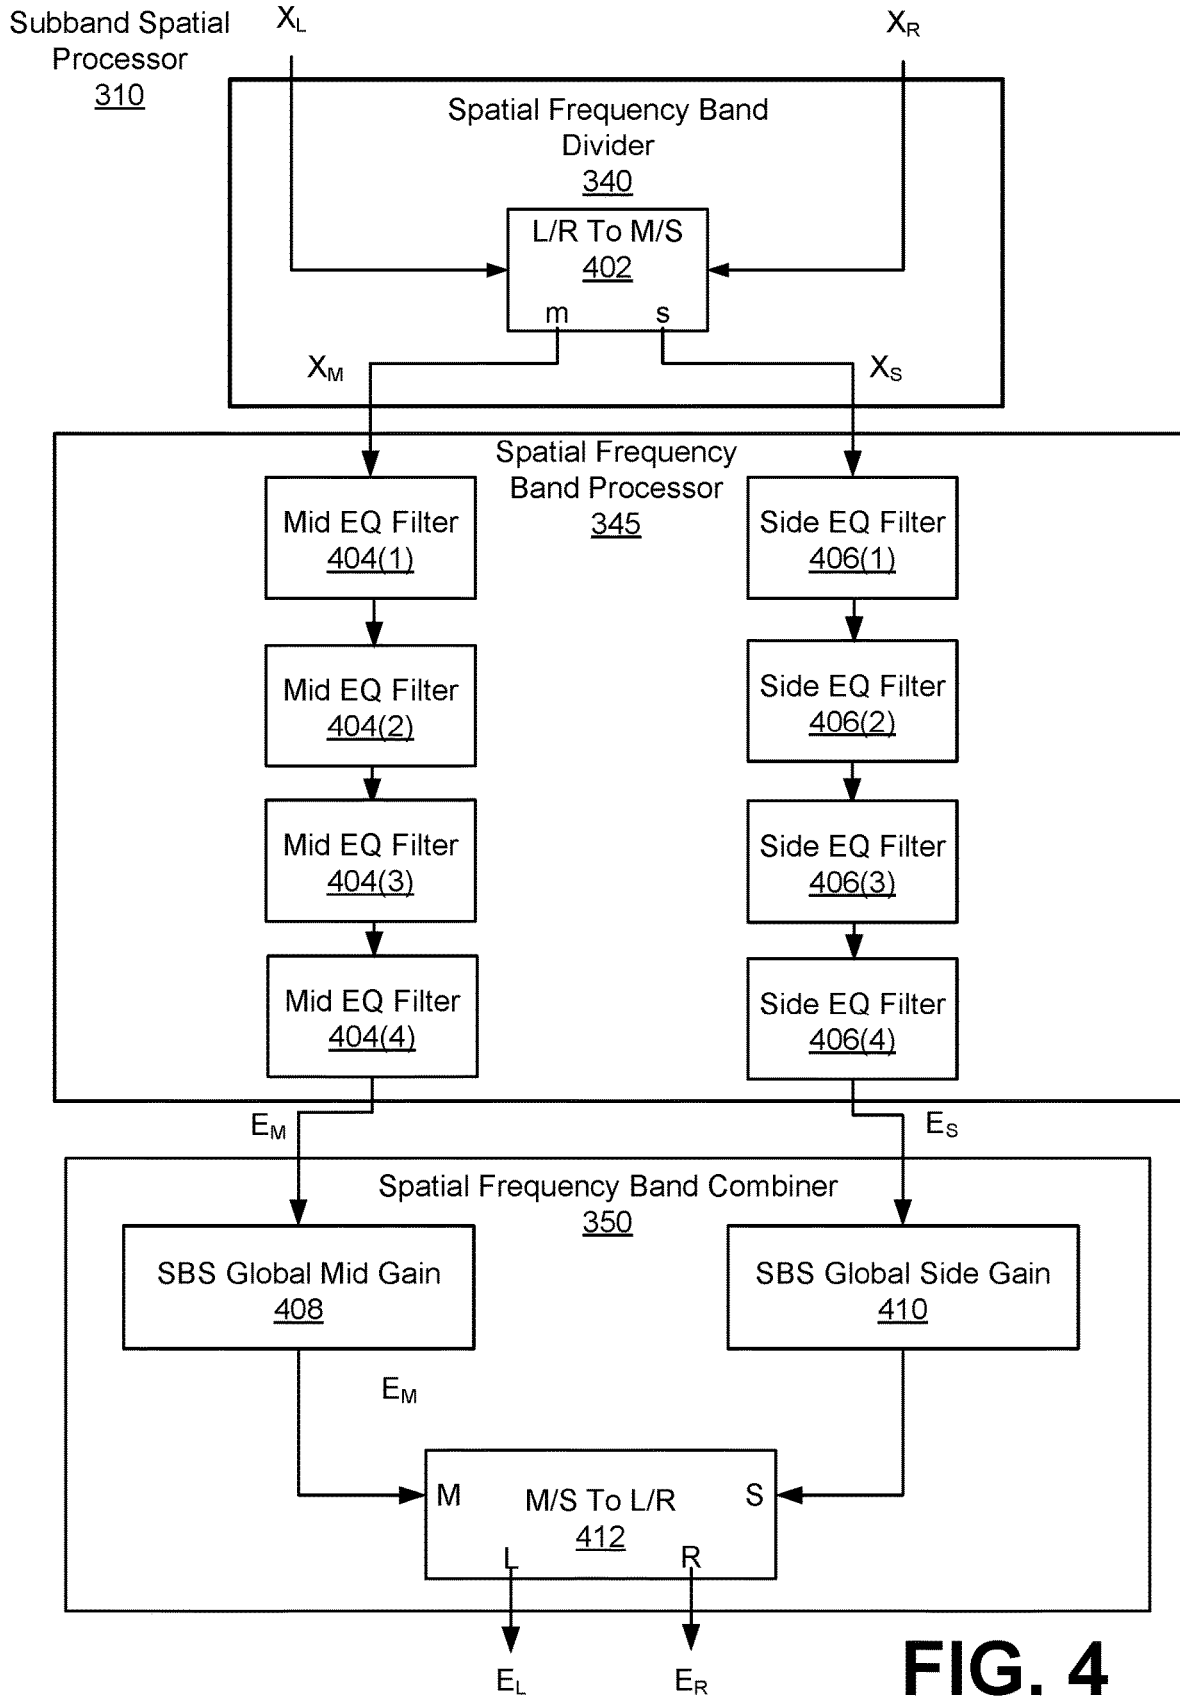 Subband Spatial
Processor
310
XL
XR
Spatial Frequency Band
Divider
340
L/R To M/S
402
m
s
XM
XS
Spatial Frequency
Band Processor
345
Mid EQ Filter
404(1)
Side EQ Filter
406(1)
Mid EQ Filter
404(2)
Side EQ Filter
406(2)
Mid EQ Filter
404(3)
Side EQ Filter
406(3)
Mid EQ Filter
404(4)
Side EQ Filter
406(4)
EM
ES
Spatial Frequency Band Combiner
350
SBS Global Mid Gain
408
SBS Global Side Gain
410
EM
M
M/S To L/R
412
S
L
R
EL
ER
FIG. 4